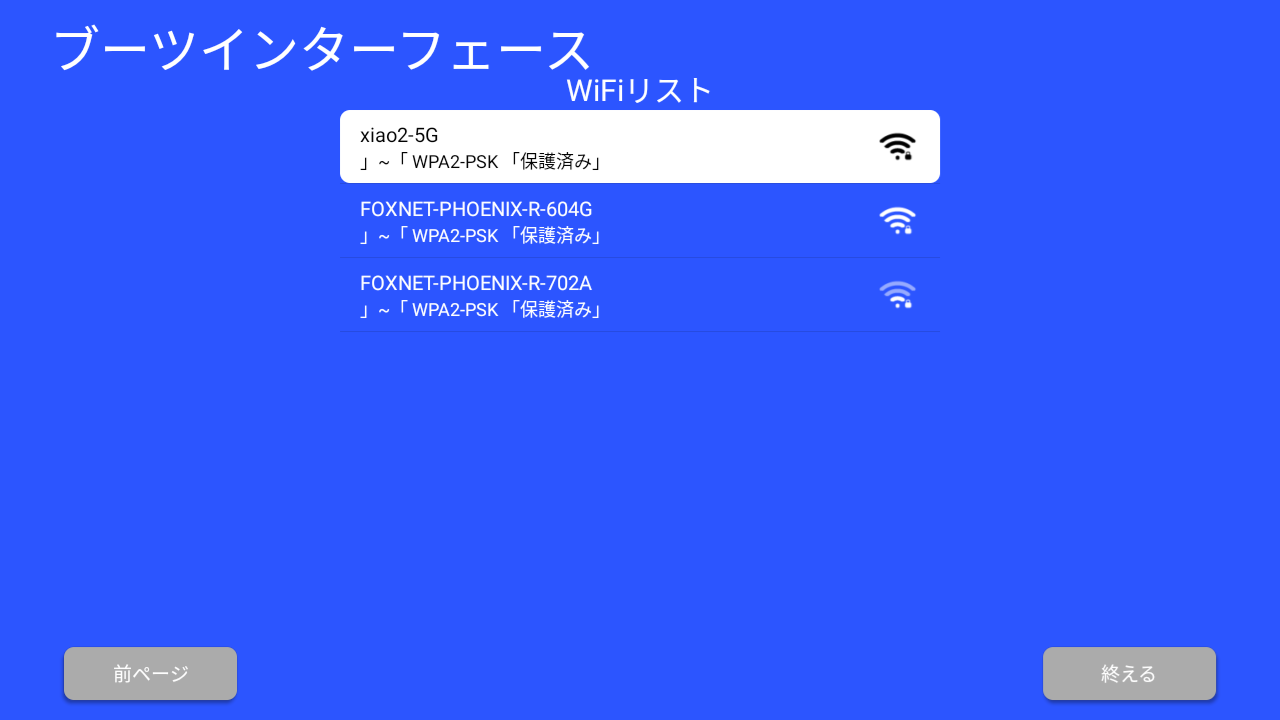 ブーツインターフェース
WiFiリスト
xiao2-5G
」~「 WPA2-PSK 「保護済み」
FOXNET-PHOENIX-R-604G
」~「 WPA2-PSK 「保護済み」
FOXNET-PHOENIX-R-702A
」~「 WPA2-PSK 「保護済み」
前ページ
終える